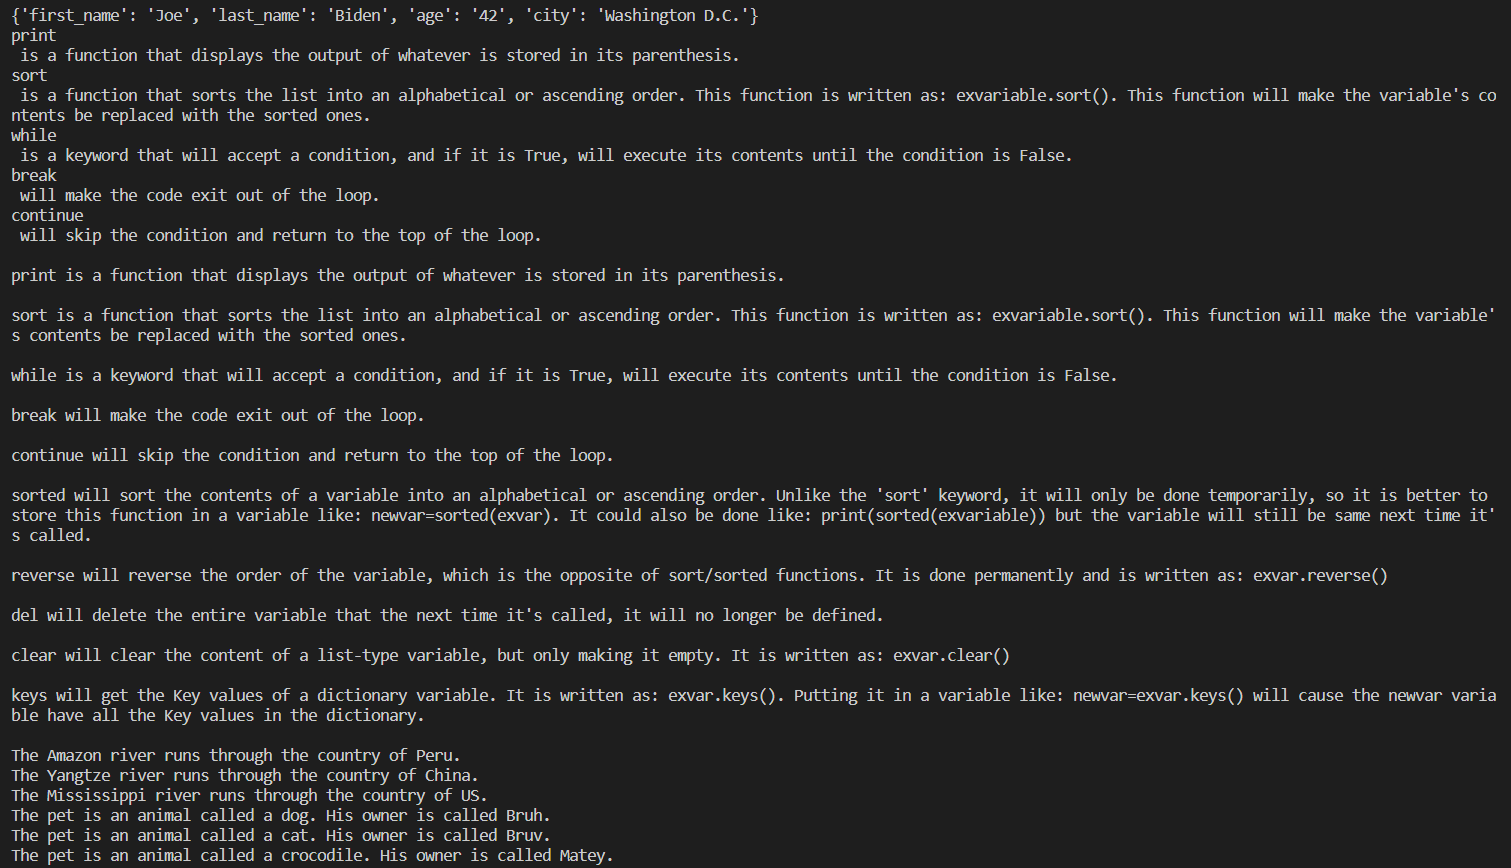 {'first_name': 'Joe', 'last_name': 'Biden', 'age': '42', 'city': 'Washington D.C.'}
print
 is a function that displays the output of whatever is stored in its parenthesis.
sort
 is a function that sorts the list into an alphabetical or ascending order. This function is written as: exvariable.sort(). This function will make the variable's co
ntents be replaced with the sorted ones.
while
 is a keyword that will accept a condition, and if it is True, will execute its contents until the condition is False.
break
 will make the code exit out of the loop.
continue
 will skip the condition and return to the top of the loop.

print is a function that displays the output of whatever is stored in its parenthesis.

sort is a function that sorts the list into an alphabetical or ascending order. This function is written as: exvariable.sort(). This function will make the variable'
s contents be replaced with the sorted ones.

while is a keyword that will accept a condition, and if it is True, will execute its contents until the condition is False.

break will make the code exit out of the loop.

continue will skip the condition and return to the top of the loop.

sorted will sort the contents of a variable into an alphabetical or ascending order. Unlike the 'sort' keyword, it will only be done temporarily, so it is better to
store this function in a variable like: newvar=sorted(exvar). It could also be done like: print(sorted(exvariable)) but the variable will still be same next time it'
s called.

reverse will reverse the order of the variable, which is the opposite of sort/sorted functions. It is done permanently and is written as: exvar.reverse()

del will delete the entire variable that the next time it's called, it will no longer be defined.

clear will clear the content of a list-type variable, but only making it empty. It is written as: exvar.clear()

keys will get the Key values of a dictionary variable. It is written as: exvar.keys(). Putting it in a variable like: newvar=exvar.keys() will cause the newvar varia
ble have all the Key values in the dictionary.

The Amazon river runs through the country of Peru.
The Yangtze river runs through the country of China.
The Mississippi river runs through the country of US.
The pet is an animal called a dog. His owner is called Bruh.
The pet is an animal called a cat. His owner is called Bruv.
The pet is an animal called a crocodile. His owner is called Matey.